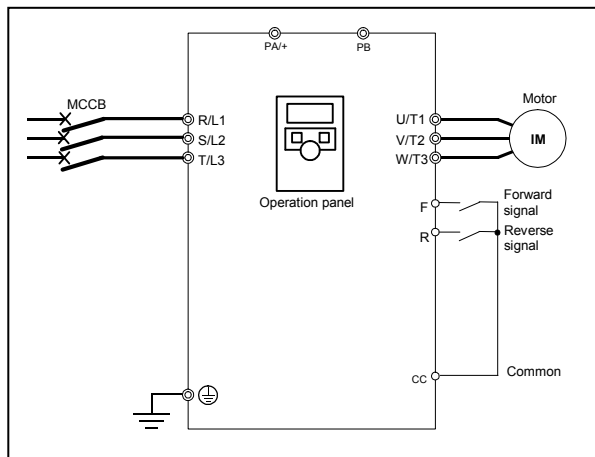 PA/+
PB
MCCB
R/L1
S/L2
T/L3
Operation panel
U/T1
V/T2
W/T3
Motor
IM
F
Forward
signal
R
Reverse
signal
CC
Common